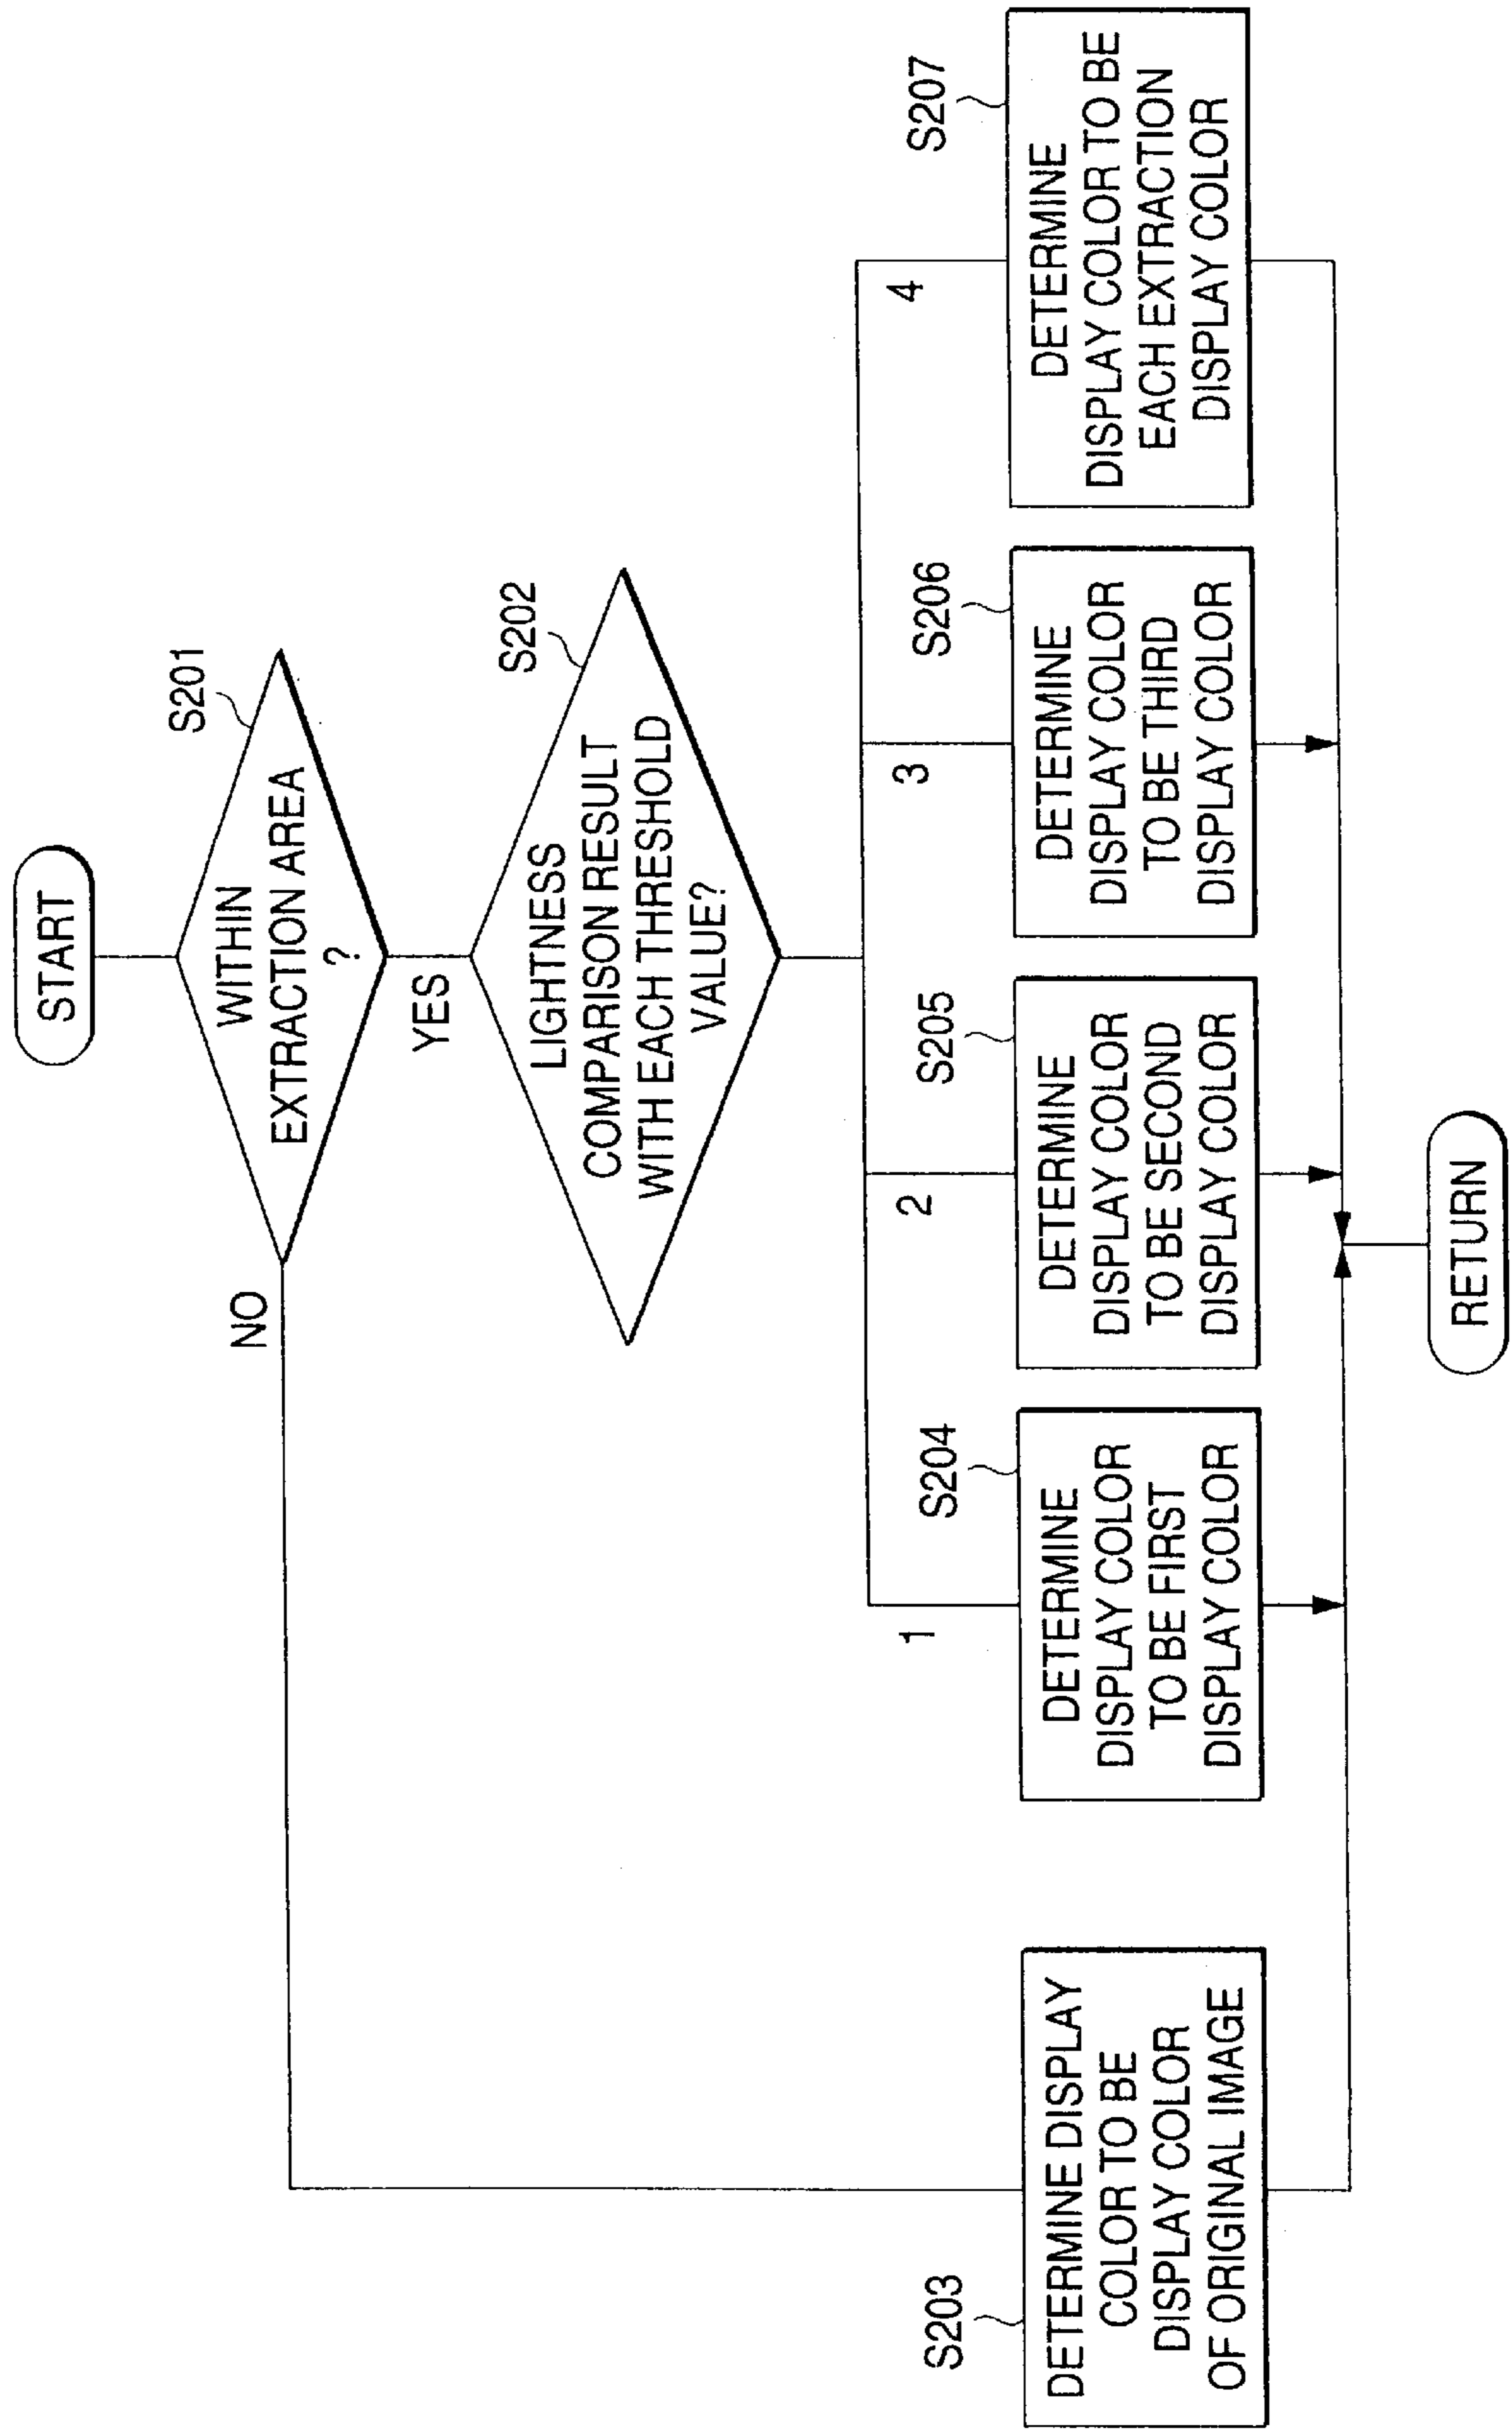 START
S201
WITHIN
EXTRACTION AREA
?
NO
YES
S202
LIGHTNESS
COMPARISON RESULT
WITH EACH THRESHOLD
VALUE?
1
2
3
4
S203
DETERMINE DISPLAY
COLOR TO BE
DISPLAY COLOR
OF ORIGINAL IMAGE
S204
DETERMINE
DISPLAY COLOR
TO BE FIRST
DISPLAY COLOR
S205
DETERMINE
DISPLAY COLOR
TO BE SECOND
DISPLAY COLOR
S206
DETERMINE
DISPLAY COLOR
TO BE THIRD
DISPLAY COLOR
S207
DETERMINE
DISPLAY COLOR TO BE
EACH EXTRACTION
DISPLAY COLOR
RETURN